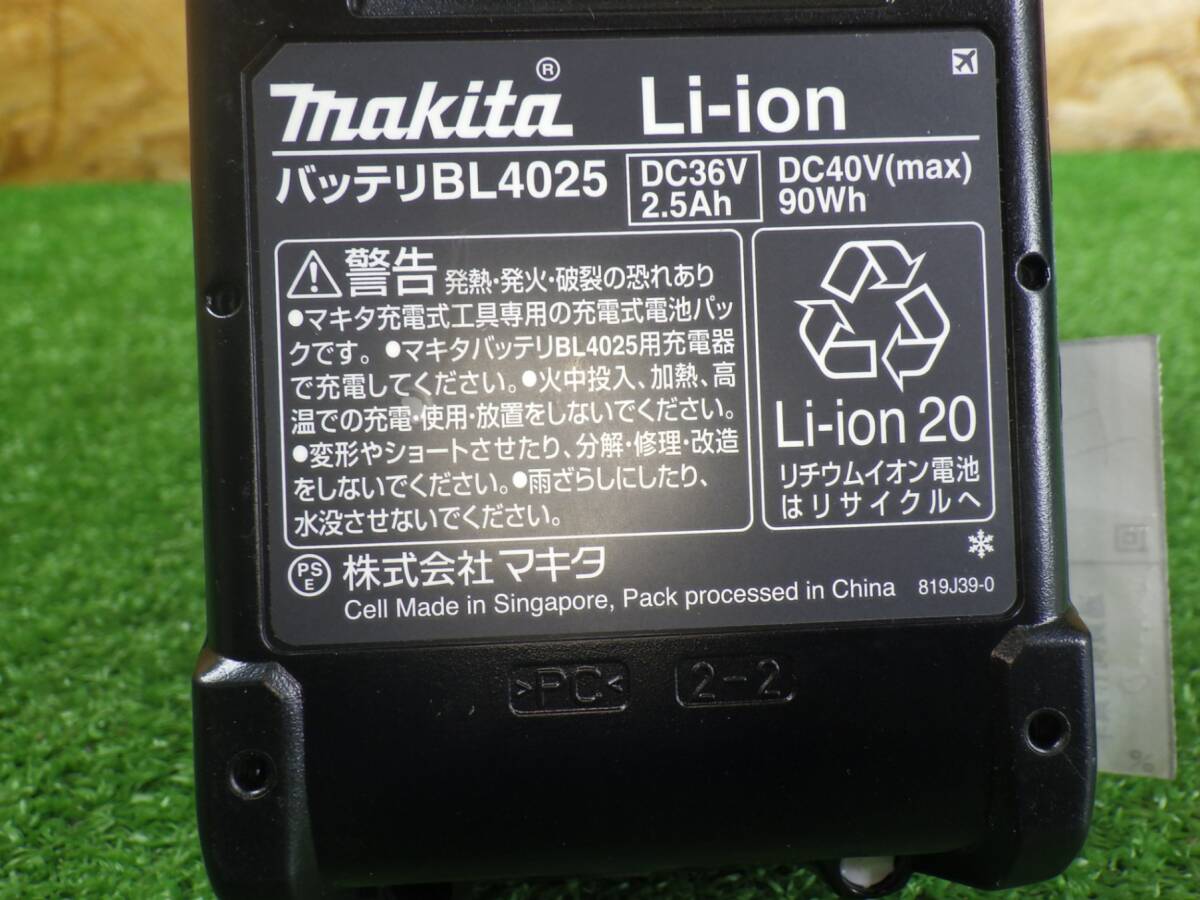 makita® Li-ion
バッテリBL4025 DC36V 2.5Ah DC40V(max) 90Wh
警告 発熱・発火・破裂の恐れあり
●マキタ充電式工具専用の充電式電池パッ
クです。●マキタバッテリBL4025用充電器
で充電してください。●火中投入、加熱、高
温での充電・使用・放置をしないでください。
●変形やショートさせたり、分解・修理・改造
をしないでください。●雨ざらしにしたり、
水没させないでください。
Li-ion 20
リチウムイオン電池
はリサイクルへ
PSE 株式会社 マキタ
Cell Made in Singapore, Pack processed in China 819J39-0
>PC< 2-2